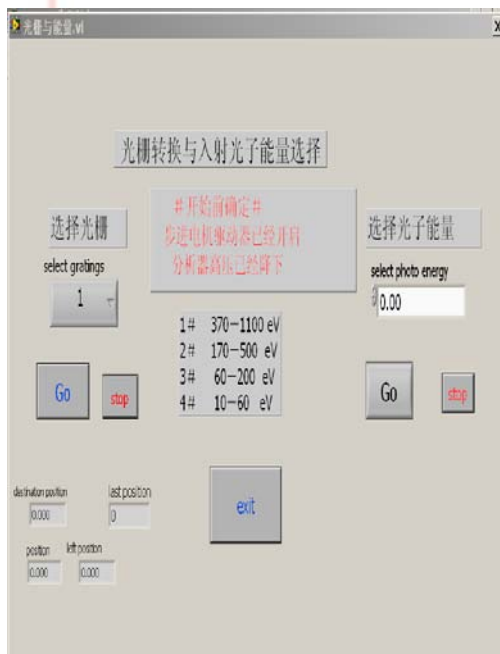 光栅与能量.vi
光栅转换与入射光子能量选择
#开始前确定#
步进电机驱动器已经开启
分析器高压已经降下
选择光栅
select gratings
1
选择光子能量
select photo energy
0.00
1# 370-1100 eV
2# 170-500 eV
3# 60-200 eV
4# 10-60 eV
Go
stop
Go
stop
destination position
0.000
last position
0
exit
position
0.000
left position
0.000